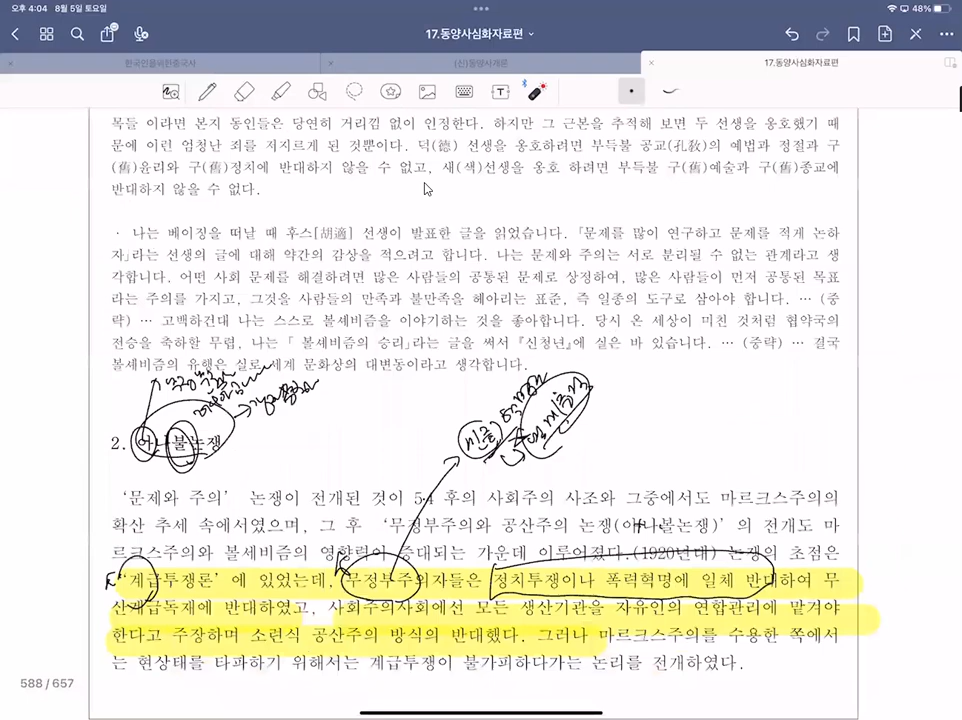 오후 4:04 8월 5일 토요일
48%
17.동양사심화자료편
한국인을위한중국사
(신)동양사개론
17.동양사심화자료편
목들 이라면 본지 동인들은 당연히 거리낌 없이 인정한다. 하지만 그 근본을 추적해 보면 두 선생을 옹호했기 때
문에 이런 엄청난 죄를 저지르게 된 것뿐이다. 덕(德) 선생을 옹호하려면 부득불 공교(孔敎)의 예법과 정절과 구
(舊)윤리와 구(舊)정치에 반대하지 않을 수 없고, 새(색)선생을 옹호 하려면 부득불 구(舊)예술과 구(舊)종교에
반대하지 않을 수 없다.
· 나는 베이징을 떠날 때 후스[胡適] 선생이 발표한 글을 읽었습니다. 「문제를 많이 연구하고 문제를 적게 논하
자」라는 선생의 글에 대해 약간의 감상을 적으려고 합니다. 나는 문제와 주의는 서로 분리될 수 없는 관계라고 생
각합니다. 어떤 사회 문제를 해결하려면 많은 사람들의 공통된 문제로 상정하여, 많은 사람들이 먼저 공통된 목표
라는 주의를 가지고, 그것을 사람들의 만족과 불만족을 헤아리는 표준, 즉 일종의 도구로 삼아야 합니다. … (중
략) … 고백하건대 나는 스스로 볼셰비즘을 이야기하는 것을 좋아합니다. 당시 온 세상이 미친 것처럼 협약국의
전승을 축하할 무렵, 나는「 볼셰비즘의 승리」라는 글을 써서 『신청년』에 실은 바 있습니다. … (중략) … 결국
볼셰비즘의 유행은 실로 세계 문화상의 대변동이라고 생각합니다.
2. 아나볼논쟁
'문제와 주의' 논쟁이 전개된 것이 5·4 후의 사회주의 사조와 그중에서도 마르크스주의의
확산 추세 속에서였으며, 그 후 '무정부주의와 공산주의 논쟁(아나볼논쟁)'의 전개도 마
르크스주의와 볼세비즘의 영향력이 증대되는 가운데 이루어졌다.(1920년대) 논쟁의 초점은
'계급투쟁론'에 있었는데, 무정부주의자들은 정치투쟁이나 폭력혁명에 일체 반대하여 무
산계급독재에 반대하였고, 사회주의사회에선 모든 생산기관을 자유인의 연합관리에 맡겨야
한다고 주장하며 소련식 공산주의 방식의 반대했다. 그러나 마르크스주의를 수용한 쪽에서
는 현상태를 타파하기 위해서는 계급투쟁이 불가피하다가는 논리를 전개하였다.
588 / 657